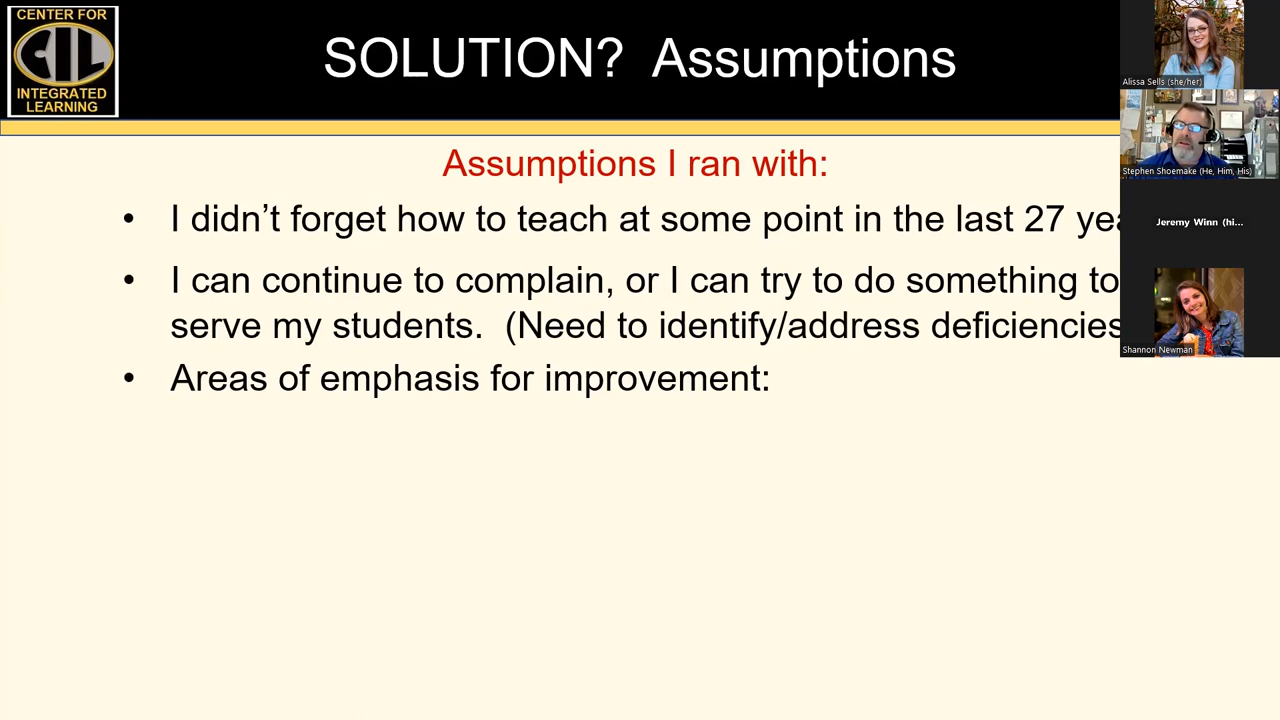 CENTER FOR
CIL
INTEGRATED
LEARNING
SOLUTION? Assumptions
Assumptions I ran with:
• I didn’t forget how to teach at some point in the last 27
• I can continue to complain, or I can try to do something to
serve my students. (Need to identify/address deficiencies
• Areas of emphasis for improvement:
Alissa Sells (she/her)
Stephen Shoemake (He, Him, His)
Jeremy Winn (hi...
Shannon Newman